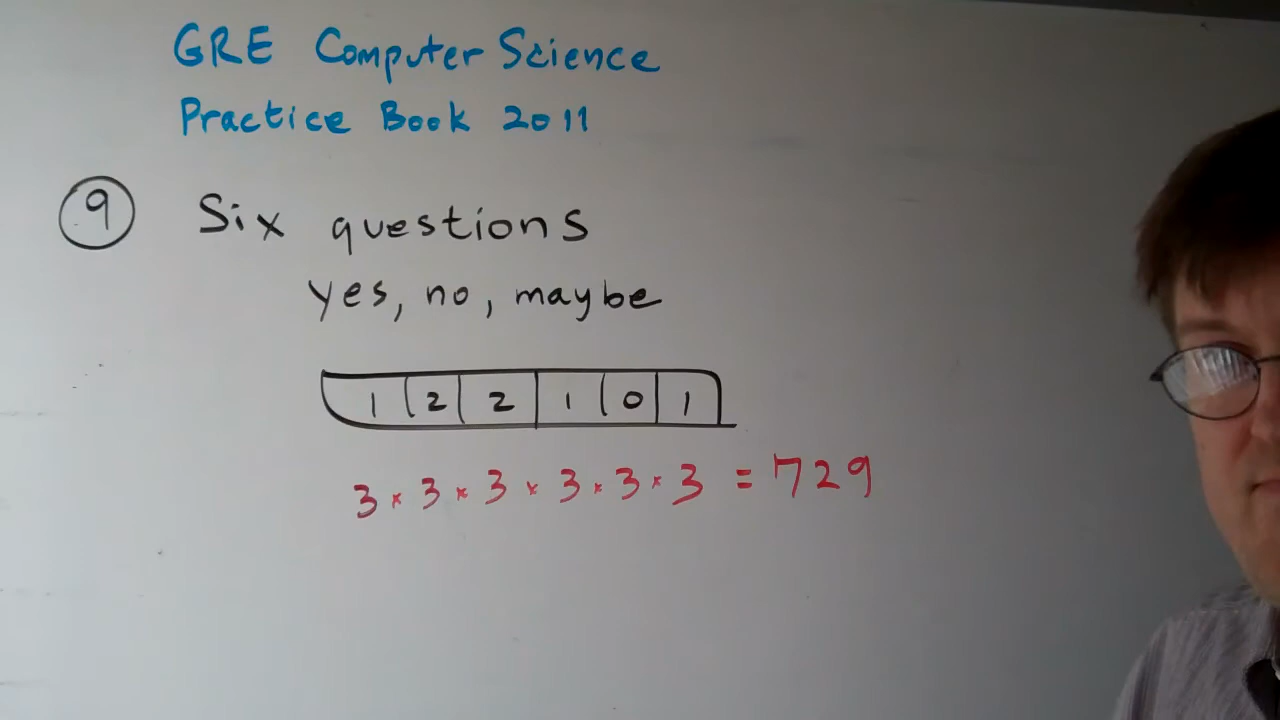 GRE Computer Science
Practice Book 2011
9 Six questions
yes, no, maybe
1 2 2 1 0 1
3 × 3 × 3 × 3 × 3 × 3 = 729